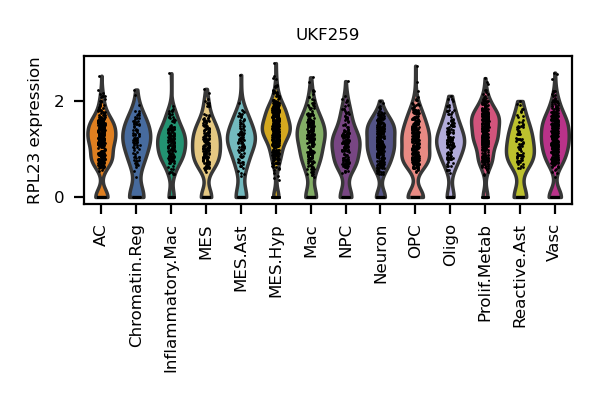 UKF259
RPL23 expression
2
0
AC
Chromatin.Reg
Inflammatory.Mac
MES
MES.Ast
MES.Hyp
Mac
NPC
Neuron
OPC
Oligo
Prolif.Metab
Reactive.Ast
Vasc